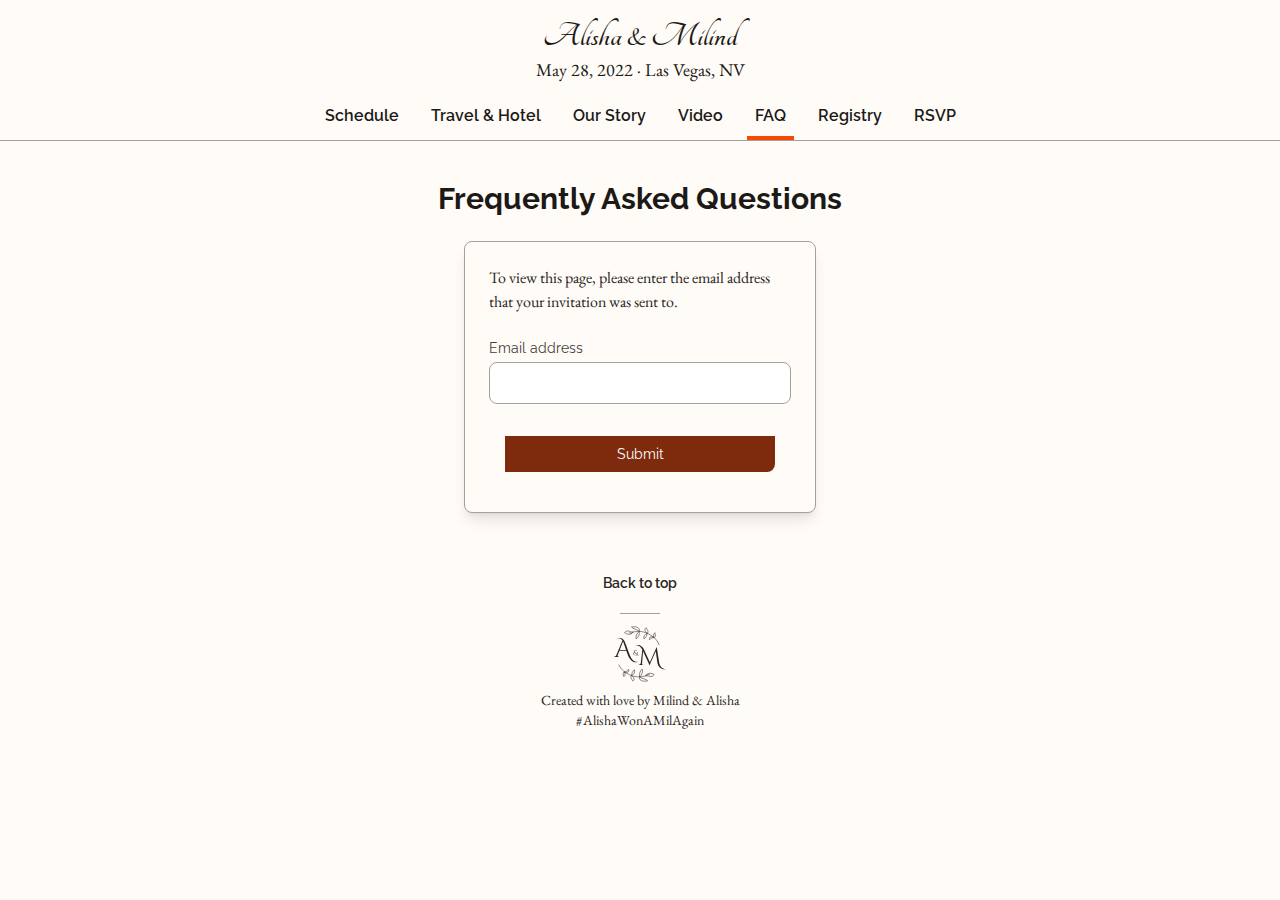 Alisha & Milind
May 28, 2022 · Las Vegas, NV
Schedule Travel & Hotel Our Story Video FAQ Registry RSVP
Frequently Asked Questions
To view this page, please enter the email address
that your invitation was sent to.
Email address
Submit
Back to top
A&M
Created with love by Milind & Alisha
#AlishaWonAMilAgain